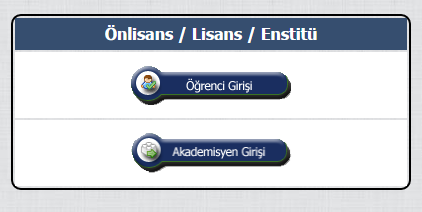 Önlisans / Lisans / Enstitü
Öğrenci Girişi
Akademisyen Girişi